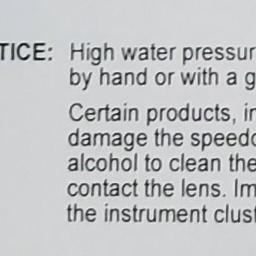 TICE: High water pressur
by hand or with a g
Certain products, in
damage the speedo
alcohol to clean the
contact the lens. Im
the instrument clust